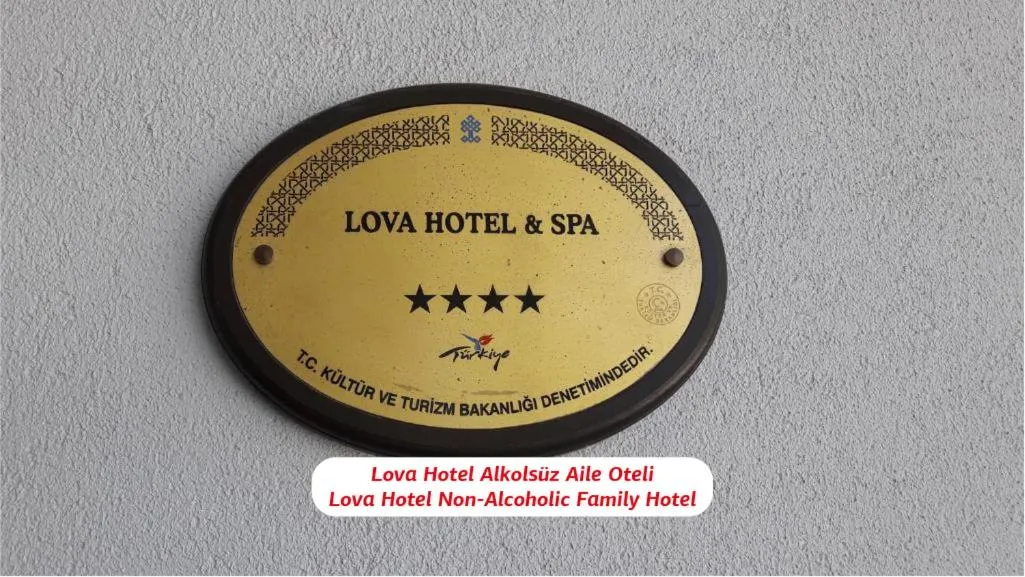 LOVA HOTEL & SPA
Türkiye
T.C. KÜLTÜR VE TURİZM BAKANLIĞI DENETİMİNDEDİR.
Lova Hotel Alkolsüz Aile Oteli
Lova Hotel Non-Alcoholic Family Hotel